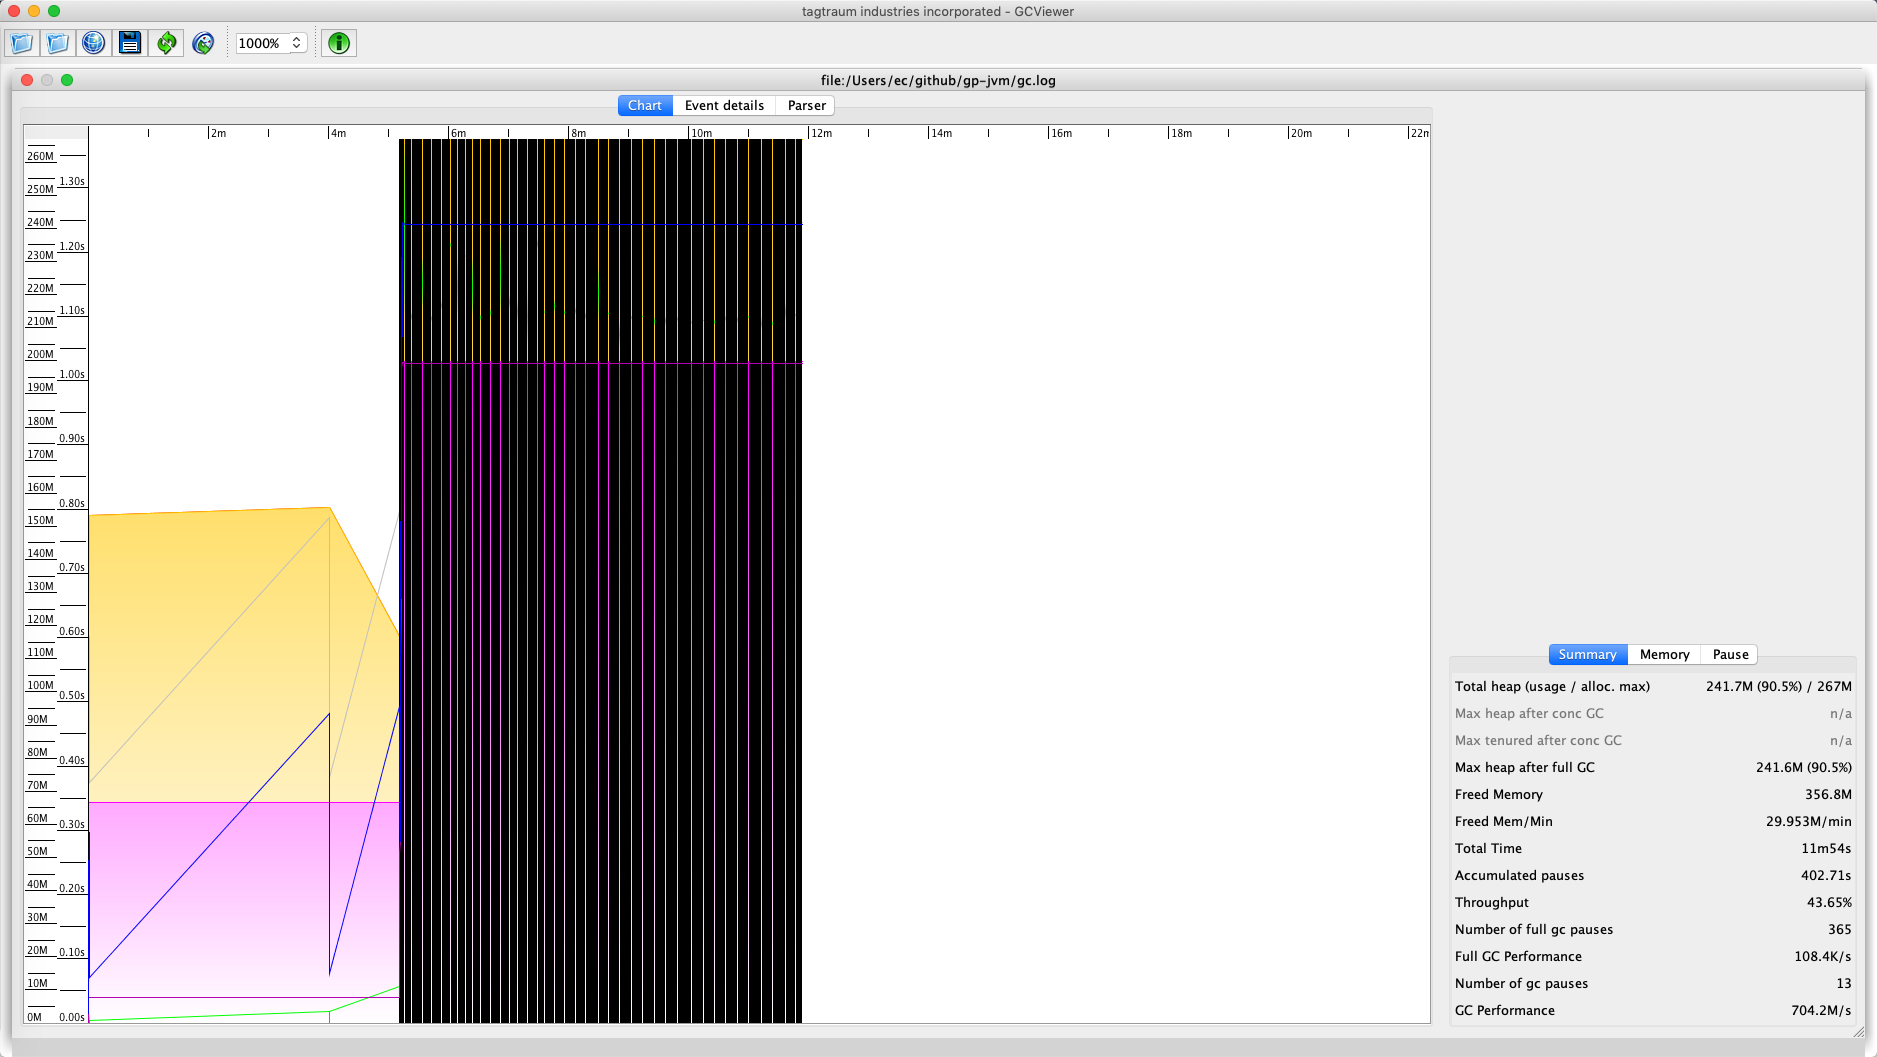 tagtraum industries incorporated - GCViewer
1000%
file:/Users/ec/github/gp-jvm/gc.log
Chart Event details Parser
2m 4m 6m 8m 10m 12m 14m 16m 18m 20m 22m
260M
1.30s
250M
240M
1.20s
230M
220M
1.10s
210M
200M
1.00s
190M
180M
0.90s
170M
160M
0.80s
150M
140M
0.70s
130M
120M
0.60s
110M
100M
0.50s
90M
80M
0.40s
70M
60M
0.30s
50M
40M
0.20s
30M
20M
0.10s
10M
0M 0.00s
Summary Memory Pause
Total heap (usage / alloc. max) 241.7M (90.5%) / 267M
Max heap after conc GC n/a
Max tenured after conc GC n/a
Max heap after full GC 241.6M (90.5%)
Freed Memory 356.8M
Freed Mem/Min 29.953M/min
Total Time 11m54s
Accumulated pauses 402.71s
Throughput 43.65%
Number of full gc pauses 365
Full GC Performance 108.4K/s
Number of gc pauses 13
GC Performance 704.2M/s